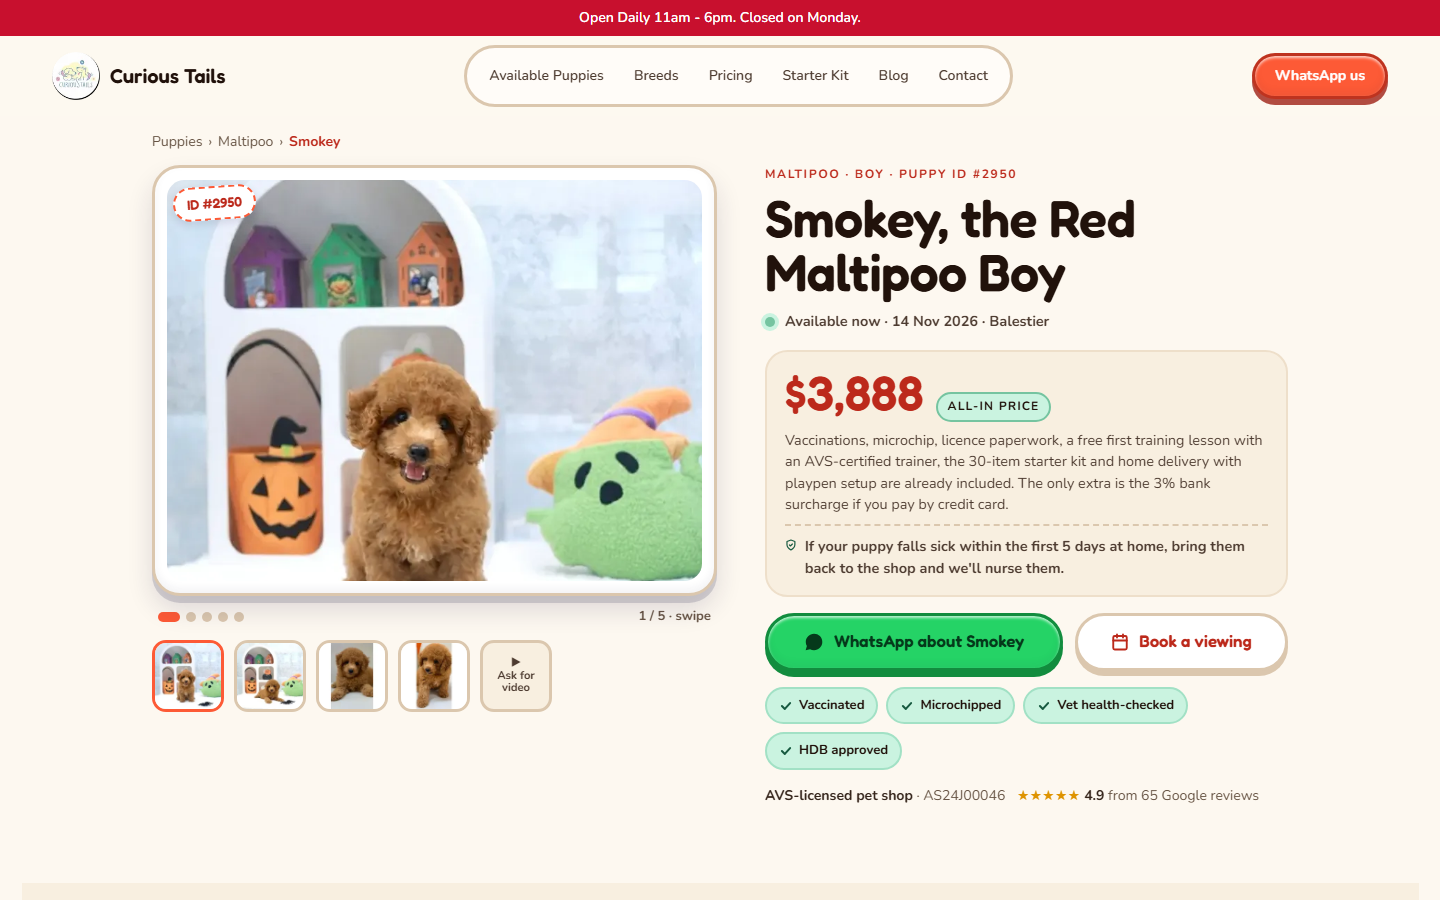 Open Daily 11am - 6pm. Closed on Monday.
Curious Tails
Available Puppies
Breeds
Pricing
Starter Kit
Blog
Contact
WhatsApp us
Puppies › Maltipoo › Smokey
ID #2950
1 / 5 · swipe
Ask for
video
MALTIPOO · BOY · PUPPY ID #2950
Smokey, the Red
Maltipoo Boy
Available now · 14 Nov 2026 · Balestier
$3,888
ALL-IN PRICE
Vaccinations, microchip, licence paperwork, a free first training lesson with
an AVS-certified trainer, the 30-item starter kit and home delivery with
playpen setup are already included. The only extra is the 3% bank
surcharge if you pay by credit card.
If your puppy falls sick within the first 5 days at home, bring them
back to the shop and we'll nurse them.
WhatsApp about Smokey
Book a viewing
Vaccinated
Microchipped
Vet health-checked
HDB approved
AVS-licensed pet shop · AS24J00046 ★★★★★ 4.9 from 65 Google reviews